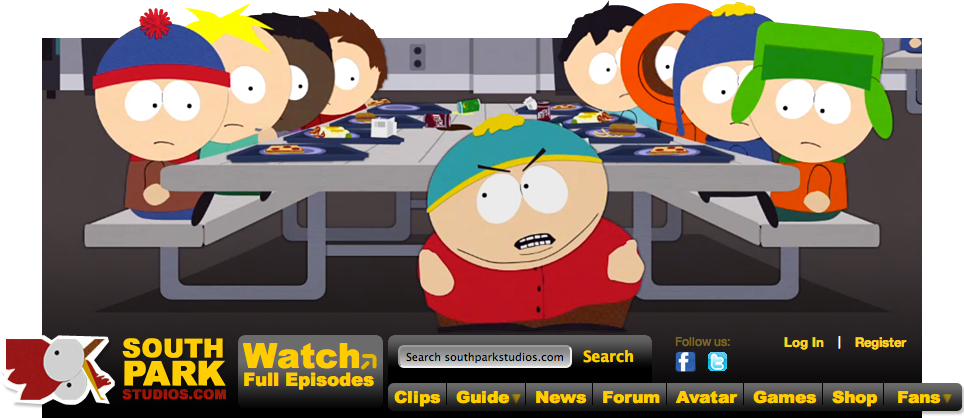 SOUTH
PARK
STUDIOS.COM
Watch
Full Episodes
Search southparkstudios.com
Search
Follow us:
Log In | Register
Clips
Guide
News
Forum
Avatar
Games
Shop
Fans